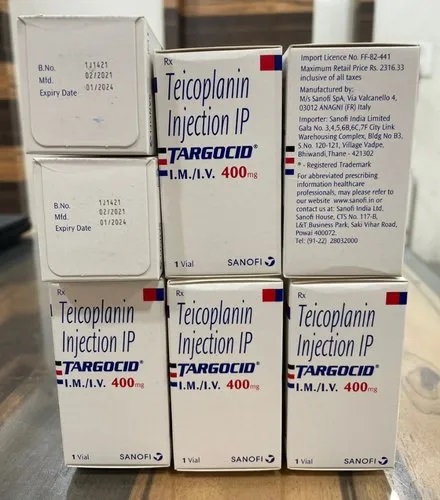 B.No. 1J1421
Mfd. 02/2021
Expiry Date 01/2024
B.No. 1J1421
Mfd. 02/2021
Expiry Date 01/2024
Rx
Teicoplanin
Injection IP
TARGOCID®
I.M./I.V. 400mg
1 Vial SANOFI
Import Licence No. FF-82-441
Maximum Retail Price Rs. 2316.33
inclusive of all taxes
Manufactured by:
M/s Sanofi SpA, Via Valcanello 4,
03012 ANAGNI (FR) Italy
Importer: Sanofi India Limited
Gala No. 3,4,5,6B,6C,7F City Link
Warehousing Complex, Bldg No B3,
S.No. 120-121, Village Vadpe,
Bhiwandi,Thane - 421302
* - Registered Trademark
For abbreviated prescribing
information healthcare
professionals, may please refer to
our website www.sanofi.in or
contact us at: Sanofi India Ltd,
Sanofi House, CTS No. 117-B,
L&T Business Park, Saki Vihar Road,
Powai 400072.
Tel: (91-22) 28032000
Rx
Teicoplanin
Injection IP
TARGOCID®
I.M./I.V. 400mg
1 Vial SANOFI
Rx
Teicoplanin
Injection IP
TARGOCID®
I.M./I.V. 400mg
1 Vial SANOFI
Rx
Teicoplanin
Injection IP
TARGOCID®
I.M./I.V. 400mg
1 Vial SANOFI